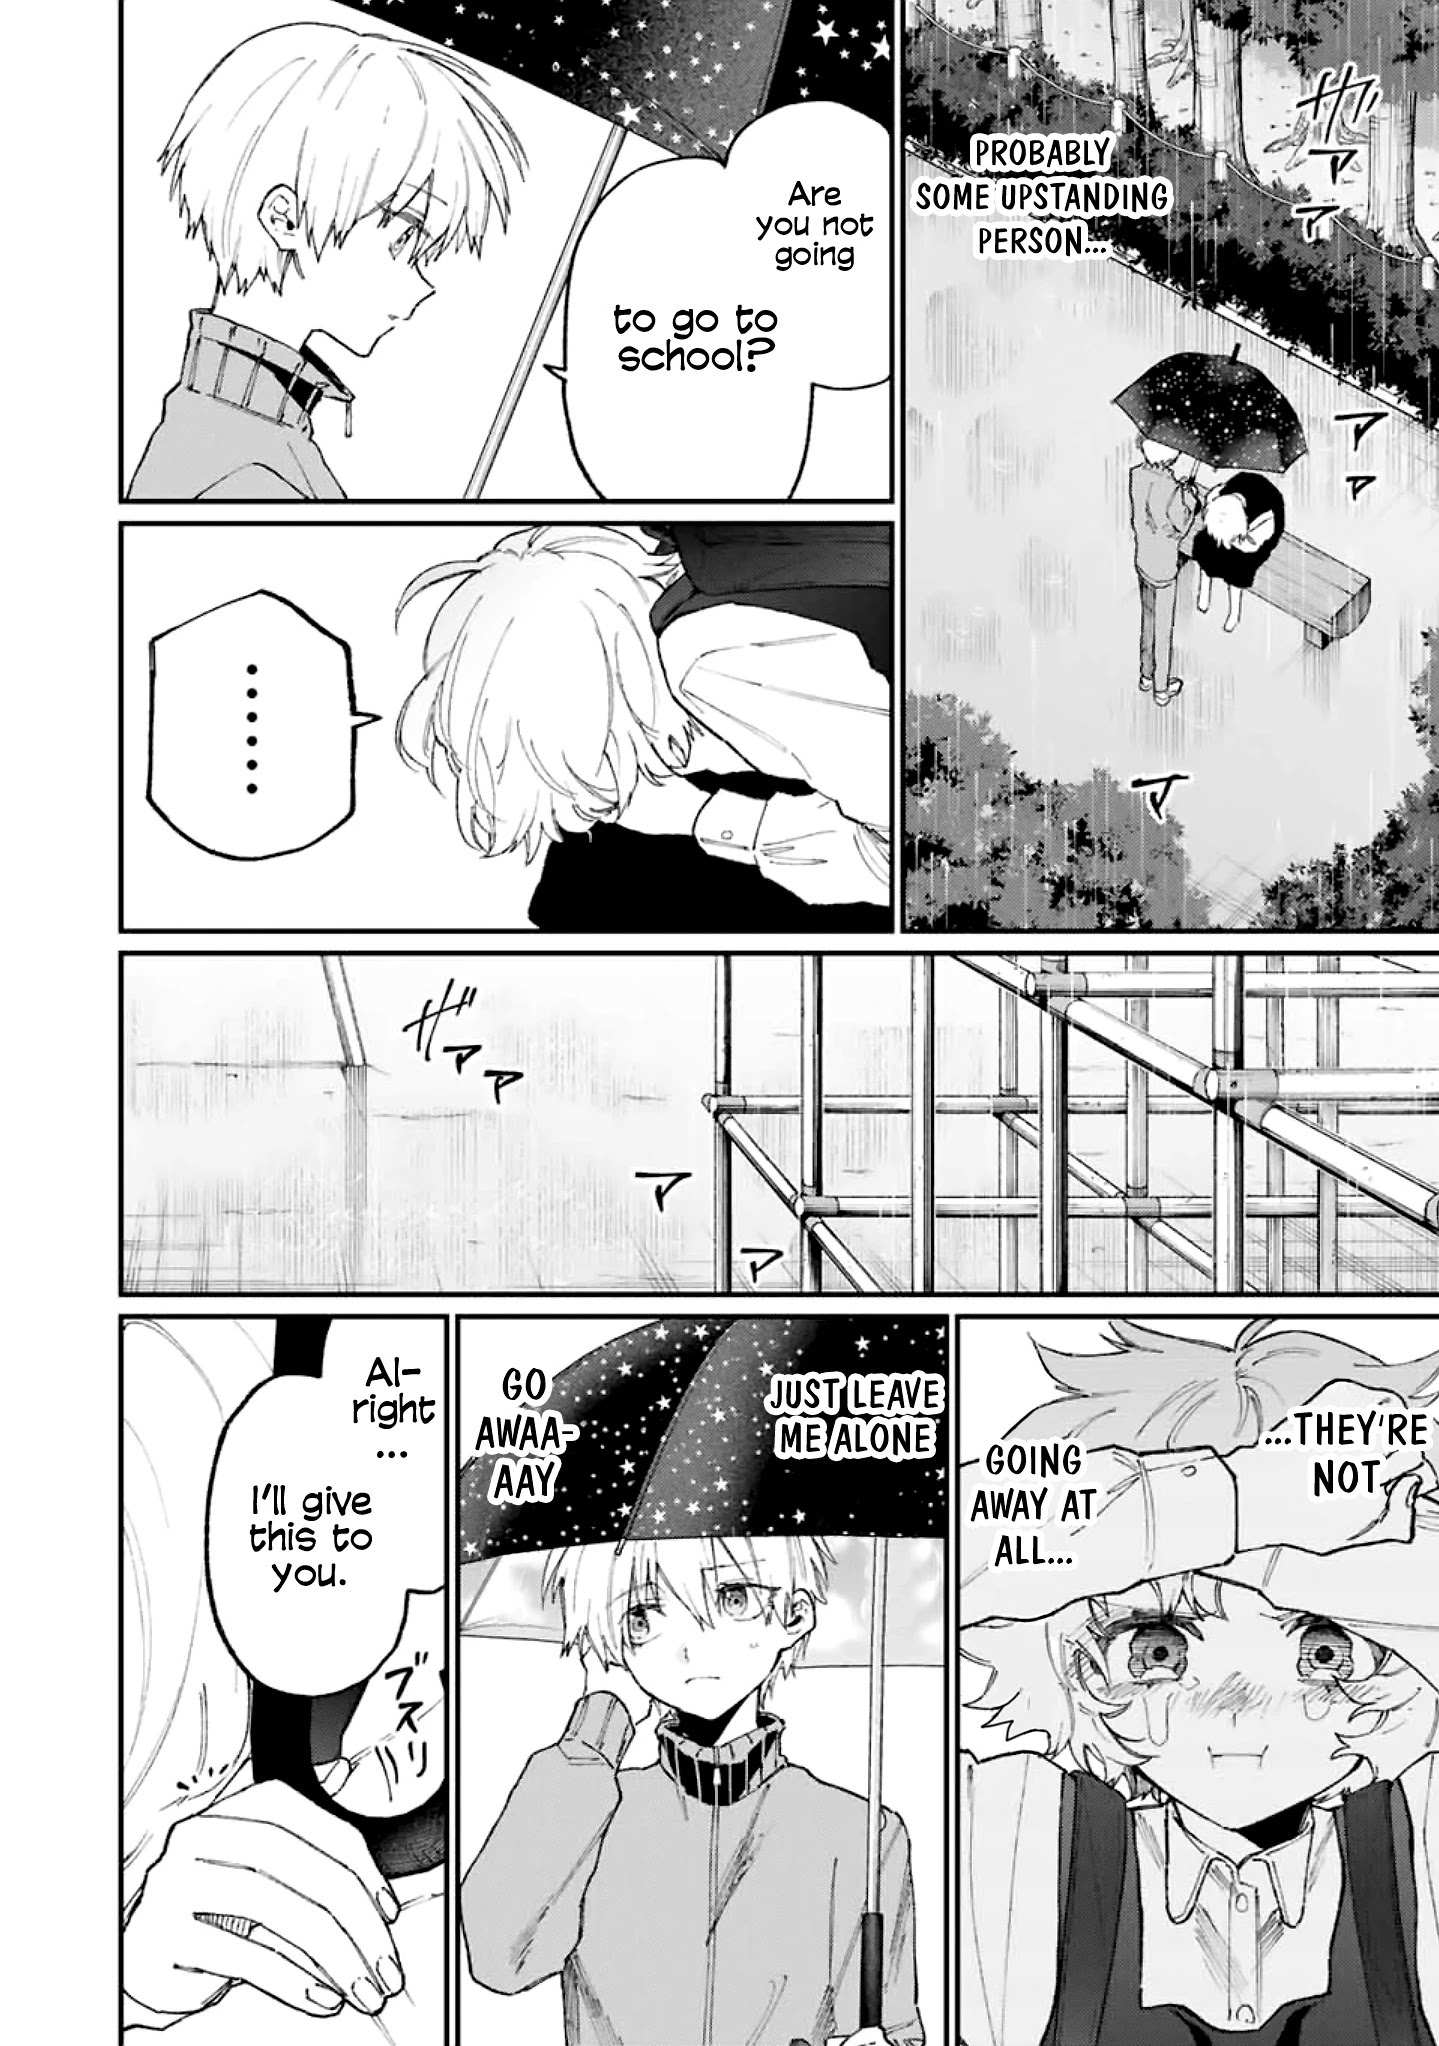 PROBABLY
SOME UPSTANDING
PERSON...
ザァァァァァ
Are
you not
going
to go to
school?
......
ザァァァァ
...THEY'RE
NOT
GOING
AWAY AT
ALL...
JUST LEAVE
ME ALONE
GO
AWAA-
AAY
Al-
right
...
I'll give
this to
you.
ブスリ